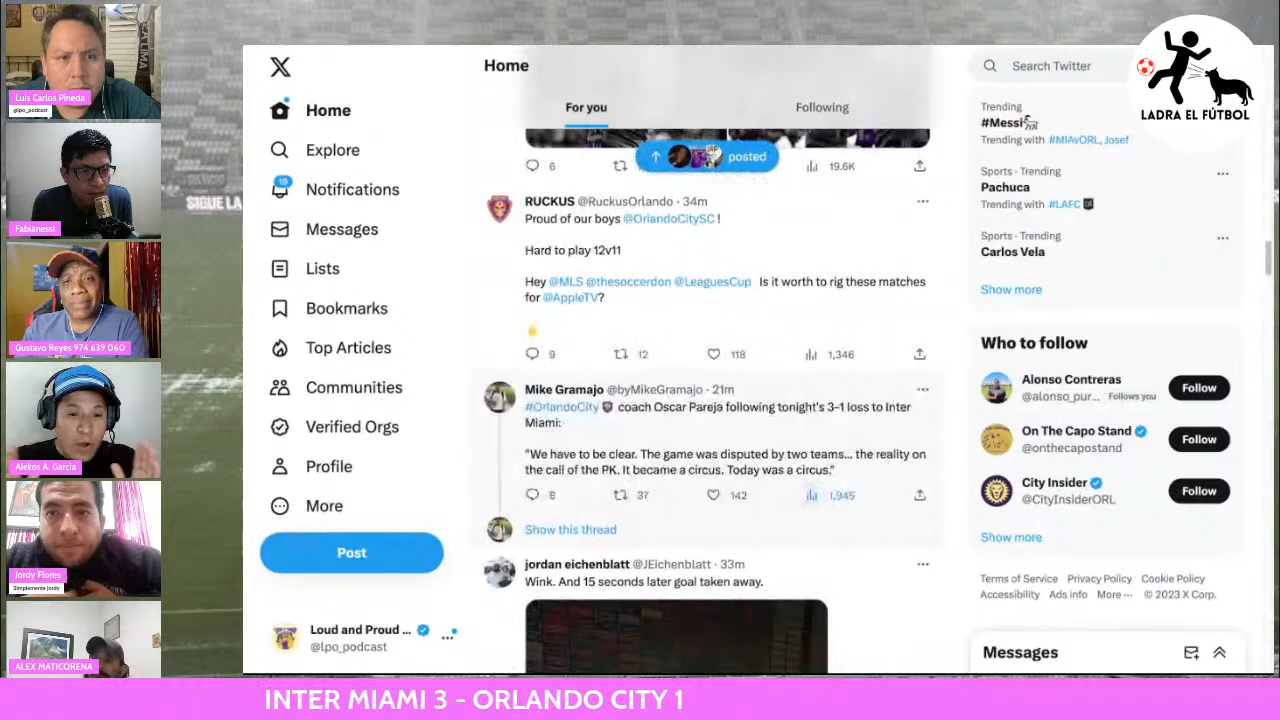 Luis Carlos Pineda
@lpo_podcast
Fabianessi
Gustavo Reyes 974 639 060
Alekos A. Garcia
Jordy Flores
Simplemente Jordy
ALEX MATICORENA
SIGUE LA
Home
Explore
19
Notifications
Messages
Lists
Bookmarks
Top Articles
Communities
Verified Orgs
Profile
More
Post
Loud and Proud ...
@lpo_podcast
Home
For you
Following
posted
6
19.6K
RUCKUS @RuckusOrlando · 34m
Proud of our boys @OrlandoCitySC !
Hard to play 12v11
Hey @MLS @thesoccerdon @LeaguesCup Is it worth to rig these matches
for @AppleTV?
9 12 118 1,346
Mike Gramajo @byMikeGramajo · 21m
#OrlandoCity coach Oscar Pareja following tonight's 3-1 loss to Inter
Miami:
"We have to be clear. The game was disputed by two teams... the reality on
the call of the PK. It became a circus. Today was a circus."
6 37 142 1,945
Show this thread
jordan eichenblatt @JEichenblatt · 33m
Wink. And 15 seconds later goal taken away.
Search Twitter
LADRA EL FÚTBOL
Trending
#Messi
Trending with #MIAvORL, Josef
Sports · Trending
Pachuca
Trending with #LAFC
Sports · Trending
Carlos Vela
Show more
Who to follow
Alonso Contreras
@alonso_pur... Follows you
Follow
On The Capo Stand
@onthecapostand
Follow
City Insider
@CityInsiderORL
Follow
Show more
Terms of Service Privacy Policy Cookie Policy
Accessibility Ads info More ··· © 2023 X Corp.
Messages
INTER MIAMI 3 - ORLANDO CITY 1